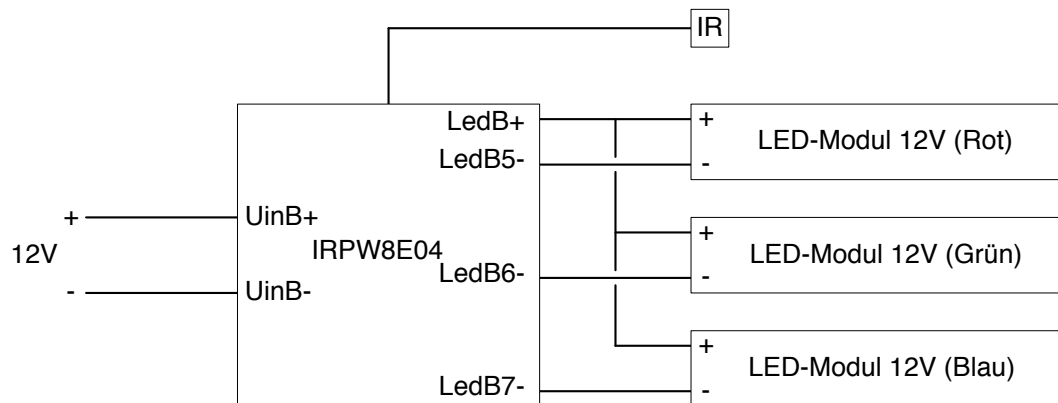 IR
LedB+
+
LED-Modul 12V (Rot)
LedB5-
-
+
UinB+
12V
IRPW8E04
+
LED-Modul 12V (Grün)
LedB6-
-
-
UinB-
+
LED-Modul 12V (Blau)
LedB7-
-